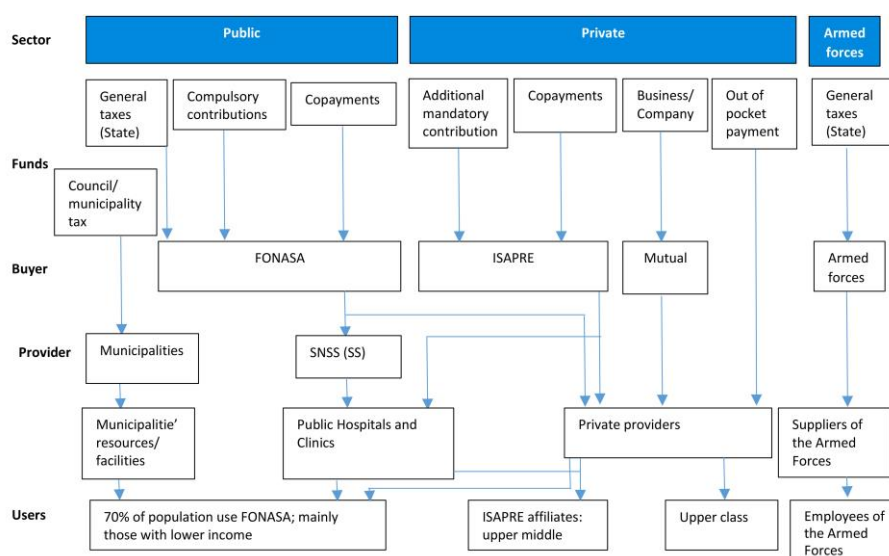 Sector
Public
Private
Armed
forces
General
taxes
(State)
Compulsory
contributions
Copayments
Additional
mandatory
contribution
Copayments
Business/
Company
Out of
pocket
payment
General
taxes
(State)
Funds
Council/
municipality
tax
Buyer
FONASA
ISAPRE
Mutual
Armed
forces
Provider
Municipalities
SNSS (SS)
Municipalitie’
resources/
facilities
Public Hospitals and
Clinics
Private providers
Suppliers
of the
Armed
Forces
Users
70% of population use FONASA; mainly
those with lower income
ISAPRE affiliates:
upper middle
Upper class
Employees of
the Armed
Forces